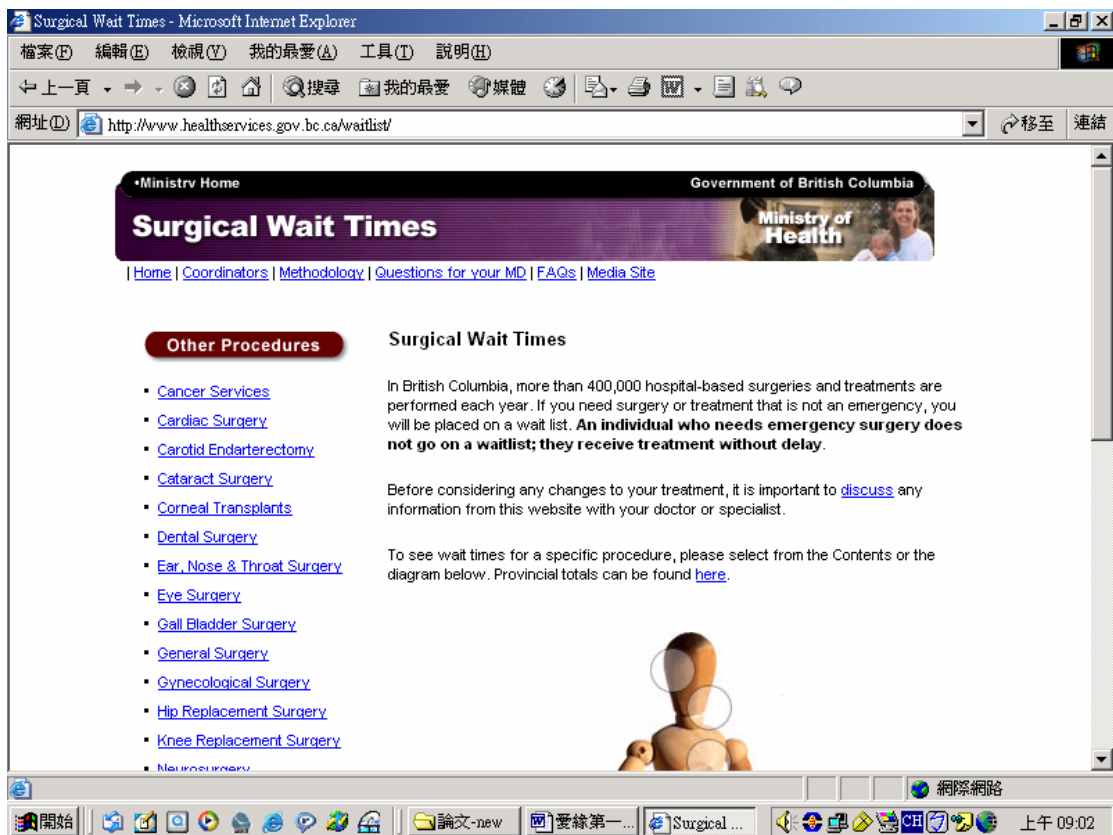 Surgical Wait Times - Microsoft Internet Explorer
檔案(F) 編輯(E) 檢視(V) 我的最愛(A) 工具(T) 說明(H)
上一頁 搜尋 我的最愛 媒體
網址(D) http://www.healthservices.gov.bc.ca/waitlist/ 移至 連結
•Ministry Home Government of British Columbia
Surgical Wait Times
Ministry of
Health
| Home | Coordinators | Methodology | Questions for your MD | FAQs | Media Site
Other Procedures
▪ Cancer Services
▪ Cardiac Surgery
▪ Carotid Endarterectomy
▪ Cataract Surgery
▪ Corneal Transplants
▪ Dental Surgery
▪ Ear, Nose & Throat Surgery
▪ Eye Surgery
▪ Gall Bladder Surgery
▪ General Surgery
▪ Gynecological Surgery
▪ Hip Replacement Surgery
▪ Knee Replacement Surgery
▪ Neurosurgery
Surgical Wait Times
In British Columbia, more than 400,000 hospital-based surgeries and treatments are
performed each year. If you need surgery or treatment that is not an emergency, you
will be placed on a wait list. An individual who needs emergency surgery does
not go on a waitlist; they receive treatment without delay.
Before considering any changes to your treatment, it is important to discuss any
information from this website with your doctor or specialist.
To see wait times for a specific procedure, please select from the Contents or the
diagram below. Provincial totals can be found here.
網際網路
開始 論文-new 愛緣第一... Surgical ... CH 上午 09:02